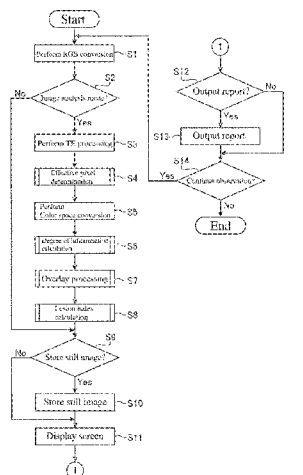 Start
Perform RGB conversion
S1
S2
No
Image analysis mode?
Yes
Perform TE processing
S3
Effective pixel
determination
S4
Perform
Color space conversion
S5
degree of information
calculation
S6
Overlay processing
S7
Lesion index
calculation
S8
S9
No
Store still image?
Yes
Store still image
S10
Display screen
S11
1
1
S12
Output report?
No
Yes
S13
Output report
S14
Yes
Continue observation?
No
End